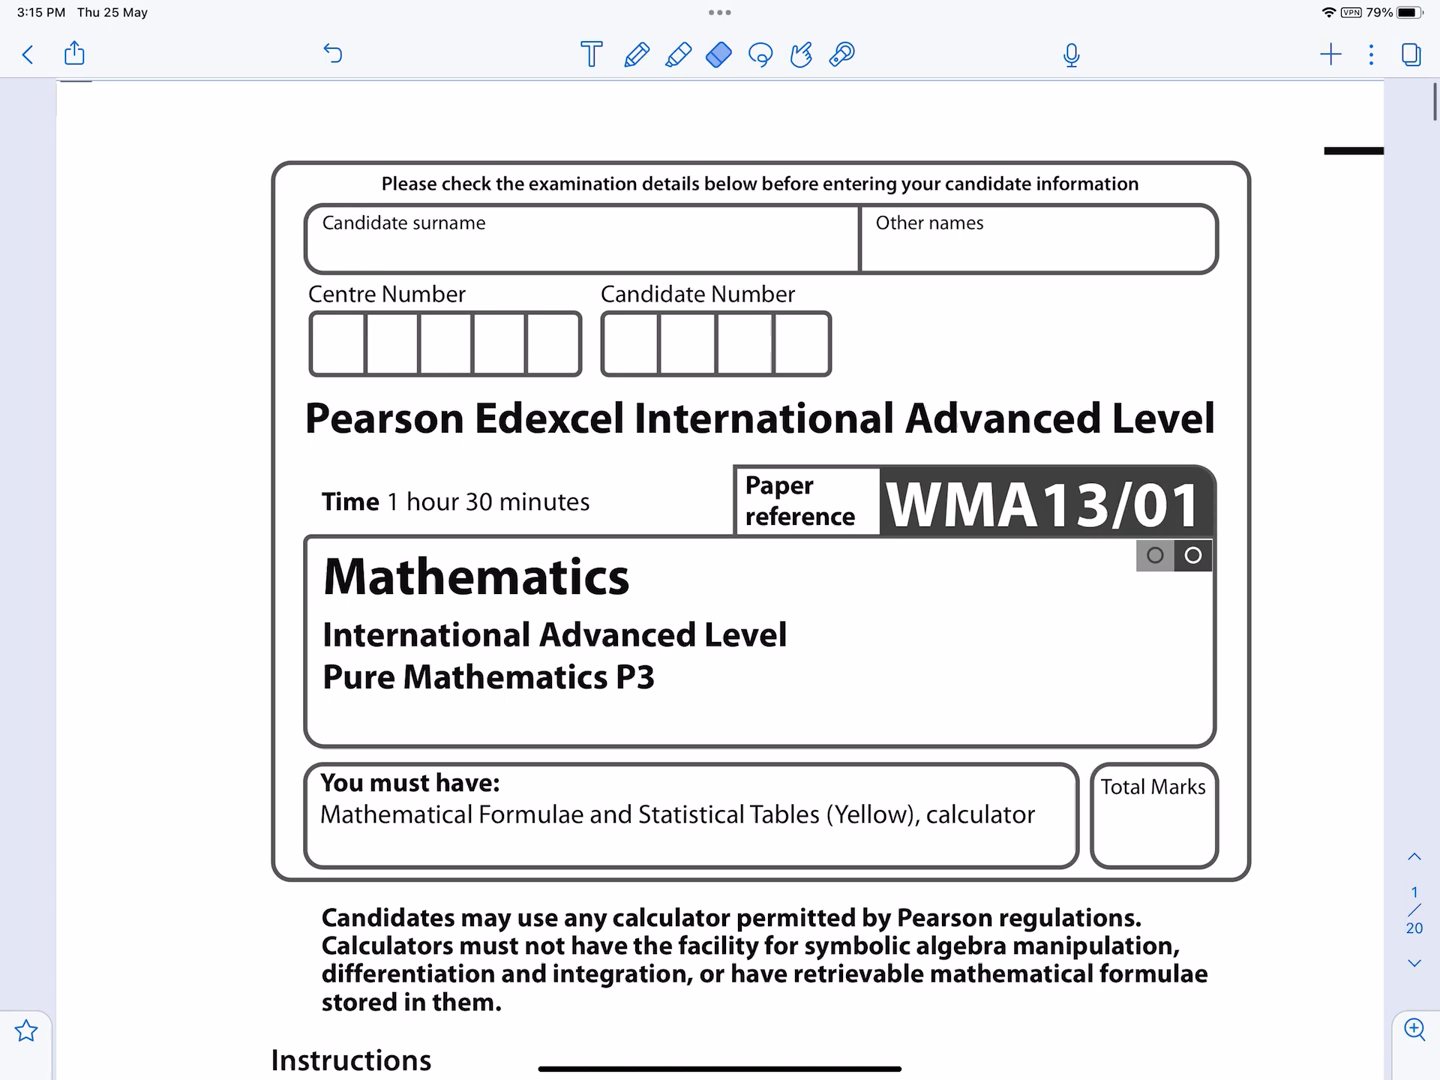 3:15 PM Thu 25 May
VPN 79%
Please check the examination details below before entering your candidate information
Candidate surname
Other names
Centre Number
Candidate Number
Pearson Edexcel International Advanced Level
Time 1 hour 30 minutes
Paper reference
WMA13/01
Mathematics
International Advanced Level
Pure Mathematics P3
You must have:
Mathematical Formulae and Statistical Tables (Yellow), calculator
Total Marks
Candidates may use any calculator permitted by Pearson regulations.
Calculators must not have the facility for symbolic algebra manipulation,
differentiation and integration, or have retrievable mathematical formulae
stored in them.
Instructions
1
/
20